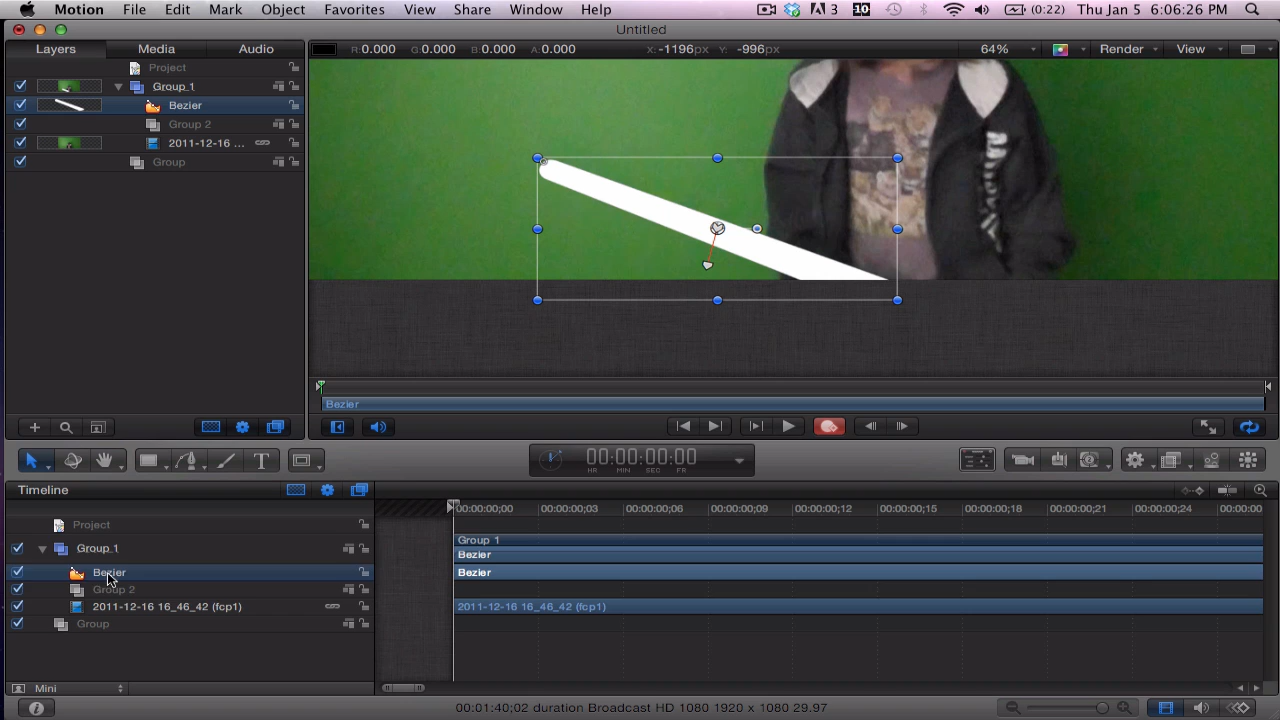 Motion File Edit Mark Object Favorites View Share Window Help 3 10 (0:22) Thu Jan 5 6:06:26 PM
Untitled
Layers Media Audio R:0.000 G:0.000 B:0.000 A:0.000 X:-1196px Y: -996px 64% Render View
Project
Group 1
Bezier
Group 2
2011-12-16 ...
Group
Bezier
00:00:00:00
HR MIN SEC FR
Timeline
00:00:00;00 00:00:00;03 00:00:00;06 00:00:00;09 00:00:00;12 00:00:00;15 00:00:00;18 00:00:00;21 00:00:00;24 00:00:00
Project
Group 1 Group 1
Bezier
Bezier Bezier
Group 2
2011-12-16 16_46_42 (fcp1) 2011-12-16 16_46_42 (fcp1)
Group
Mini
00:01:40;02 duration Broadcast HD 1080 1920 x 1080 29.97